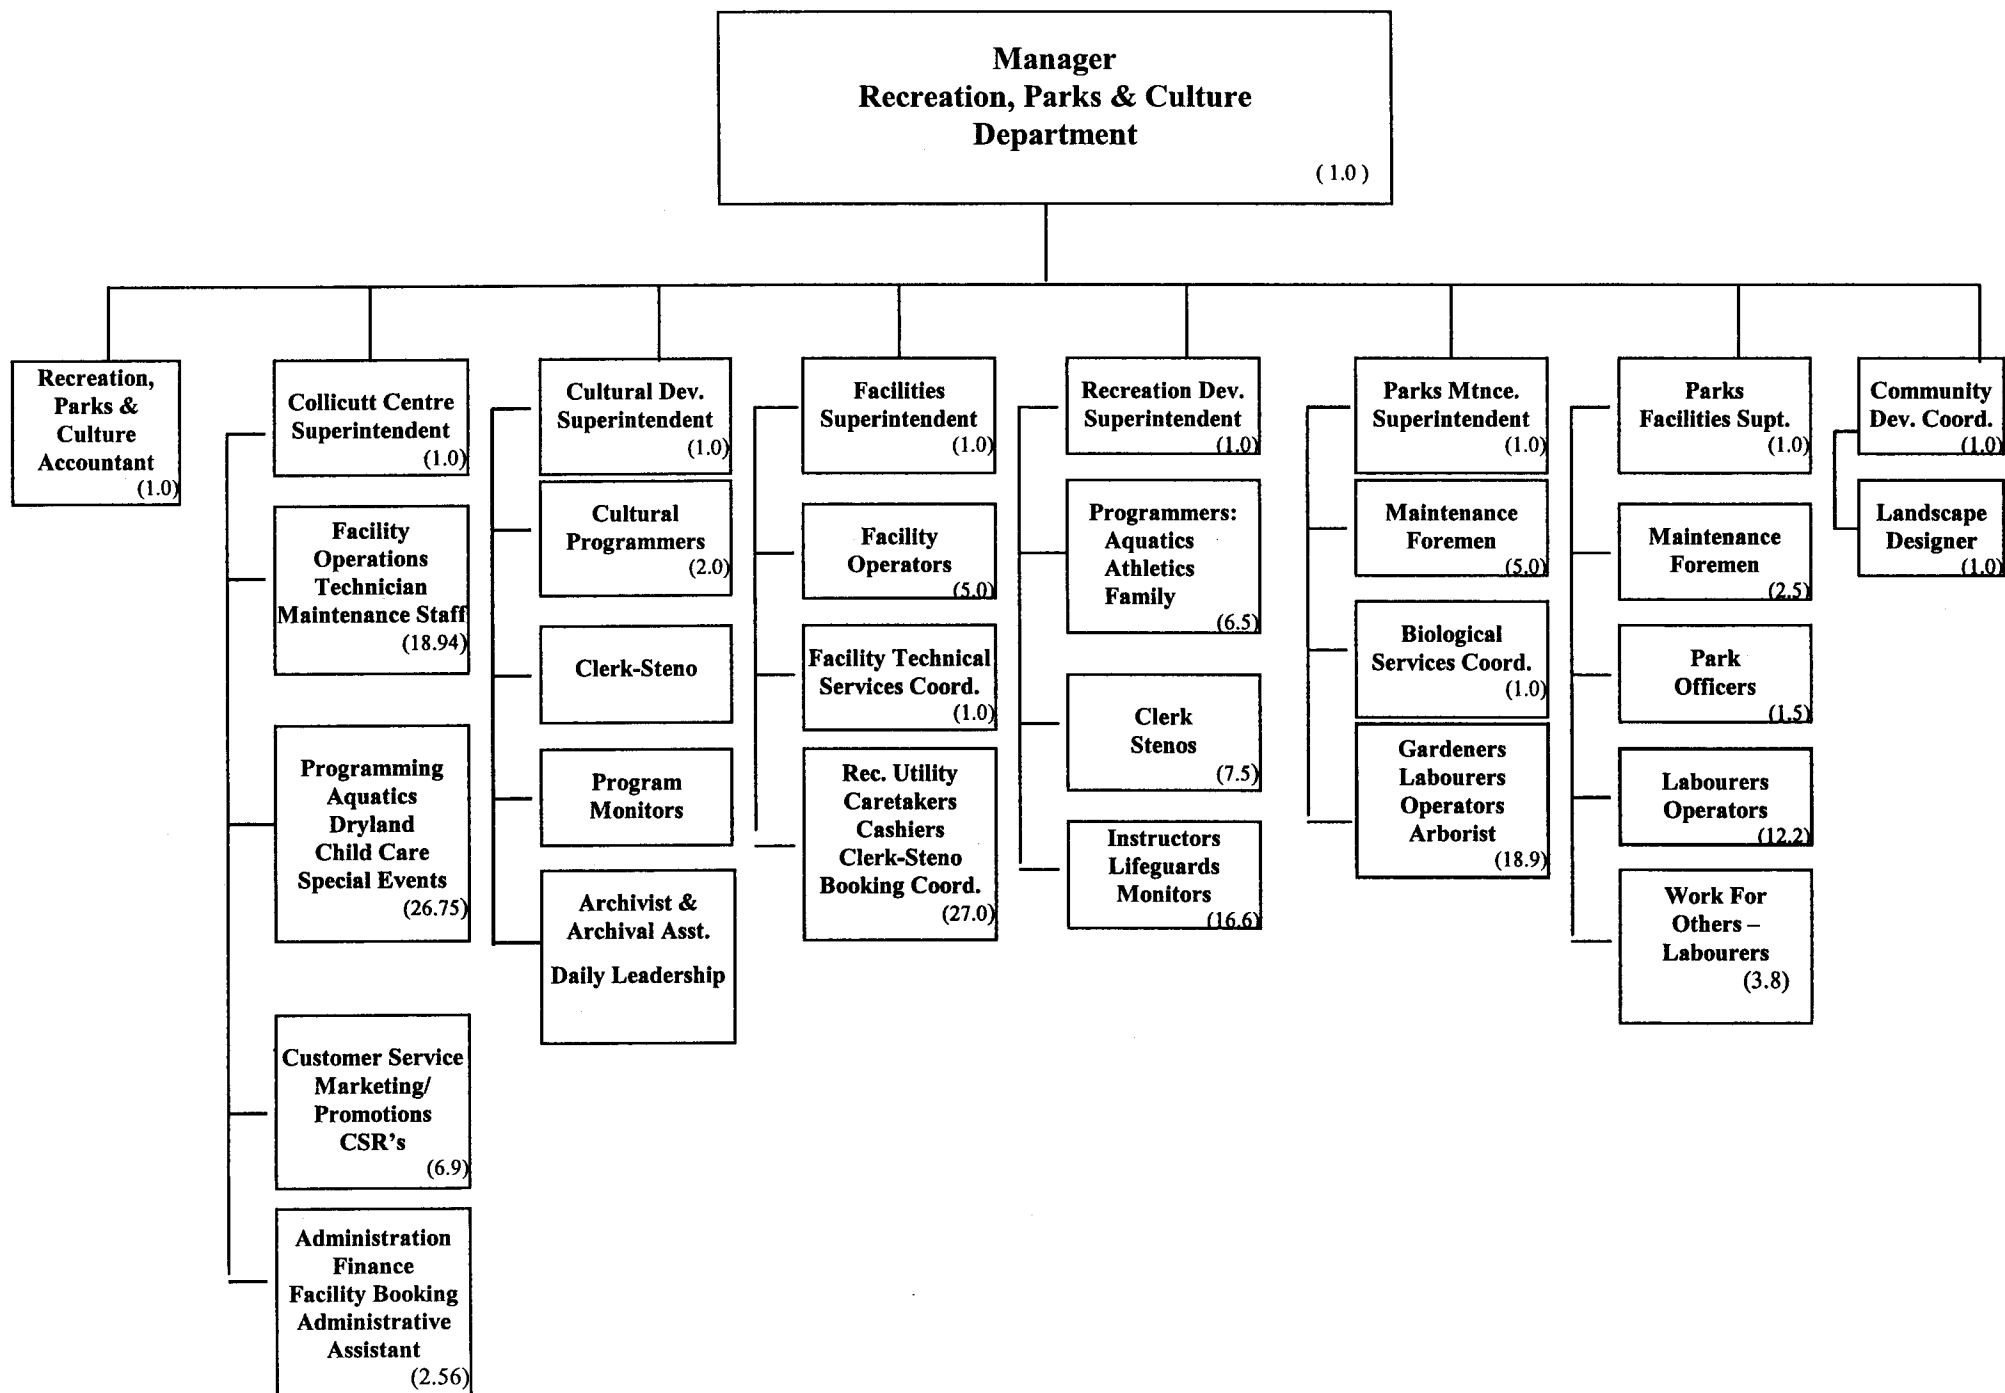 Manager
Recreation, Parks & Culture
Department
( 1.0 )
Recreation,
Parks &
Culture
Accountant
(1.0)
Collicutt Centre
Superintendent
(1.0)
Facility
Operations
Technician
Maintenance Staff
(18.94)
Programming
Aquatics
Dryland
Child Care
Special Events
(26.75)
Customer Service
Marketing/
Promotions
CSR's
(6.9)
Administration
Finance
Facility Booking
Administrative
Assistant
(2.56)
Cultural Dev.
Superintendent
(1.0)
Cultural
Programmers
(2.0)
Clerk-Steno
Program
Monitors
Archivist &
Archival Asst.
Daily Leadership
Facilities
Superintendent
(1.0)
Facility
Operators
(5.0)
Facility Technical
Services Coord.
(1.0)
Rec. Utility
Caretakers
Cashiers
Clerk-Steno
Booking Coord.
(27.0)
Recreation Dev.
Superintendent
(1.0)
Programmers:
Aquatics
Athletics
Family
(6.5)
Clerk
Stenos
(7.5)
Instructors
Lifeguards
Monitors
(16.6)
Parks Mtnce.
Superintendent
(1.0)
Maintenance
Foremen
(5.0)
Biological
Services Coord.
(1.0)
Gardeners
Labourers
Operators
Arborist
(18.9)
Parks
Facilities Supt.
(1.0)
Maintenance
Foremen
(2.5)
Park
Officers
(1.5)
Labourers
Operators
(12.2)
Work For
Others –
Labourers
(3.8)
Community
Dev. Coord.
(1.0)
Landscape
Designer
(1.0)